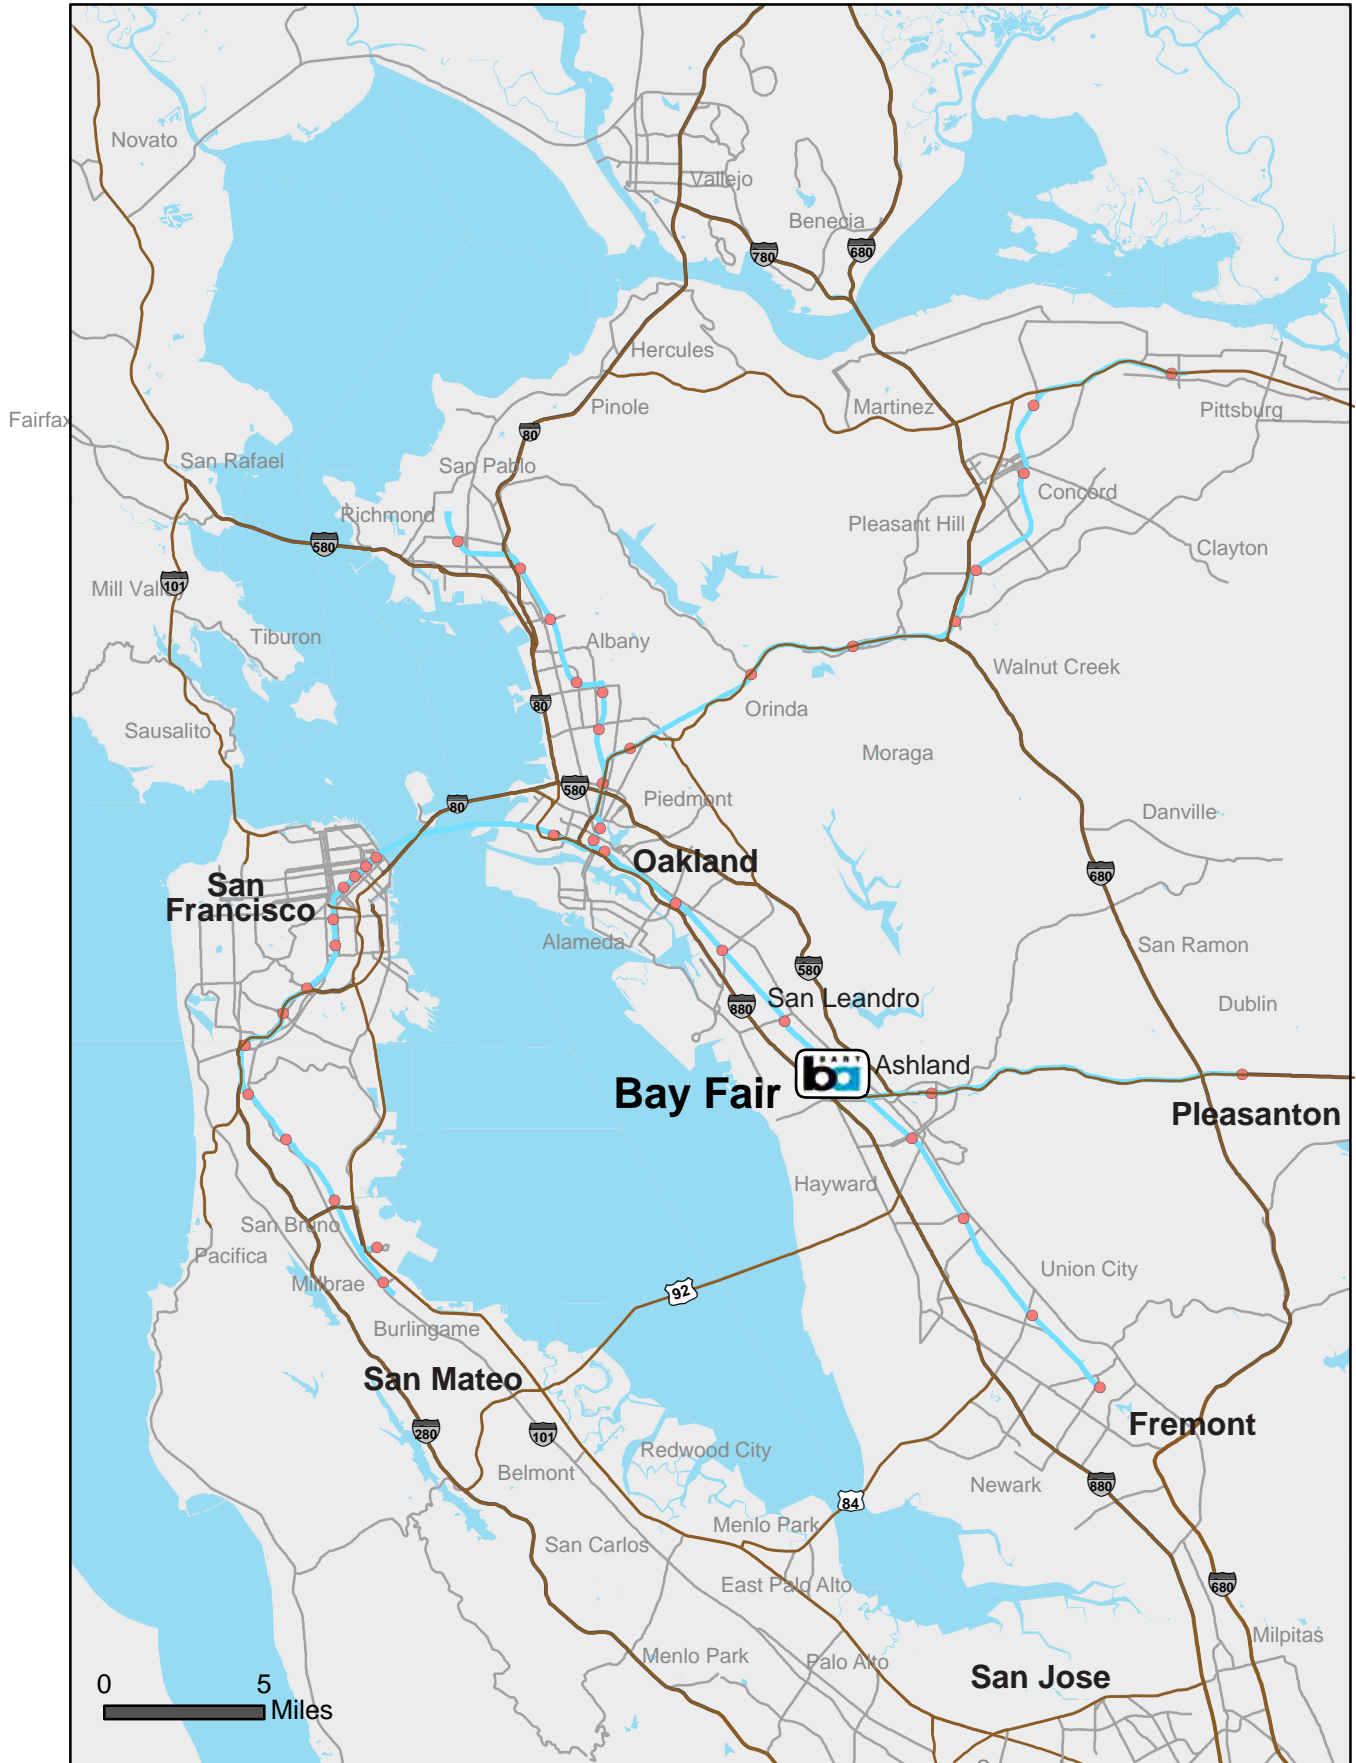 Novato
Vallejo
Benecia
780
680
Hercules
Pinole
Martinez
Pittsburg
Fairfax
80
San Rafael
San Pablo
Concord
Richmond
Pleasant Hill
580
Clayton
Mill Valley
101
Tiburon
Albany
Walnut Creek
80
Orinda
Sausalito
Moraga
580
80
Piedmont
Danville
Oakland
680
San
Francisco
Alameda
San Ramon
580
880
San Leandro
Dublin
BART
ba
Ashland
Bay Fair
Pleasanton
Hayward
San Bruno
Pacifica
Millbrae
Union City
92
Burlingame
San Mateo
280
101
Fremont
Redwood City
Belmont
Newark
880
84
Menlo Park
San Carlos
East Palo Alto
680
Milpitas
Menlo Park
Palo Alto
San Jose
0 5
Miles